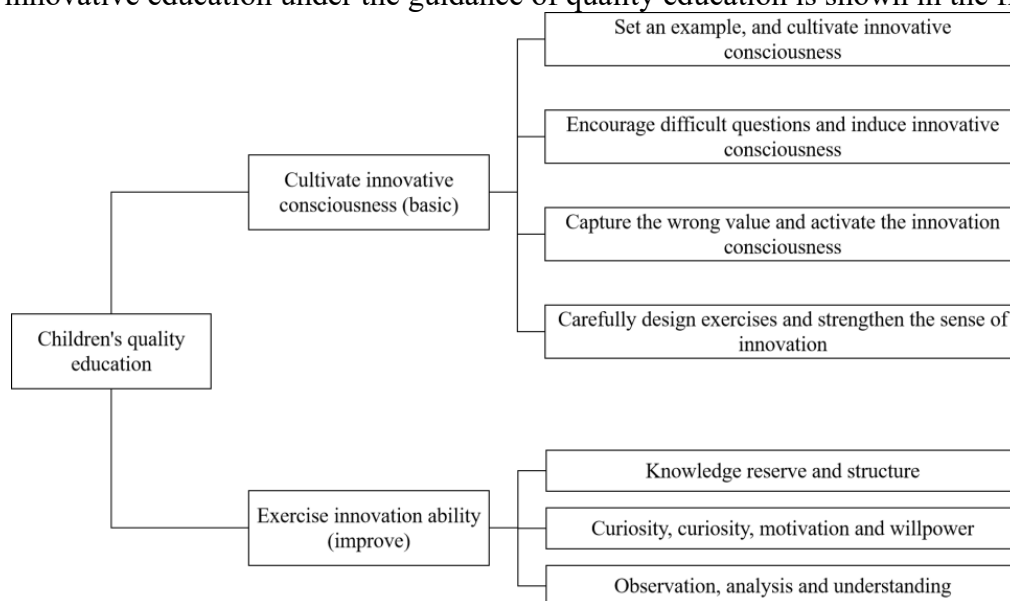 innovative education under the guidance of quality education is shown in the
Set an example, and cultivate innovative
consciousness
Encourage difficult questions and induce innovative
consciousness
Cultivate innovative
consciousness (basic)
Capture the wrong value and activate the innovation
consciousness
Carefully design exercises and strengthen the sense of
innovation
Children's quality
education
Knowledge reserve and structure
Exercise innovation ability
(improve)
Curiosity, curiosity, motivation and willpower
Observation, analysis and understanding